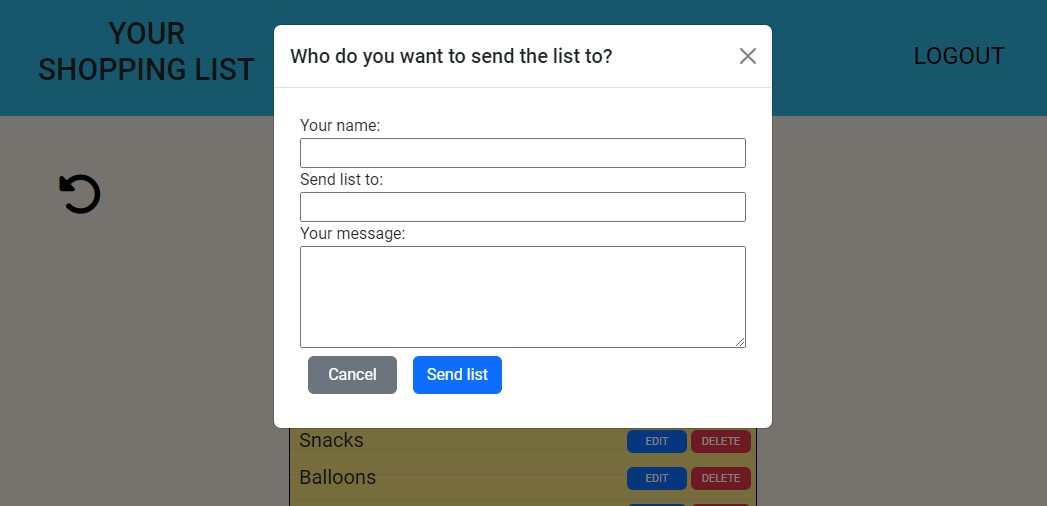 YOUR
SHOPPING LIST
LOGOUT
Who do you want to send the list to?
Your name:
Send list to:
Your message:
Cancel Send list
Snacks EDIT DELETE
Balloons EDIT DELETE